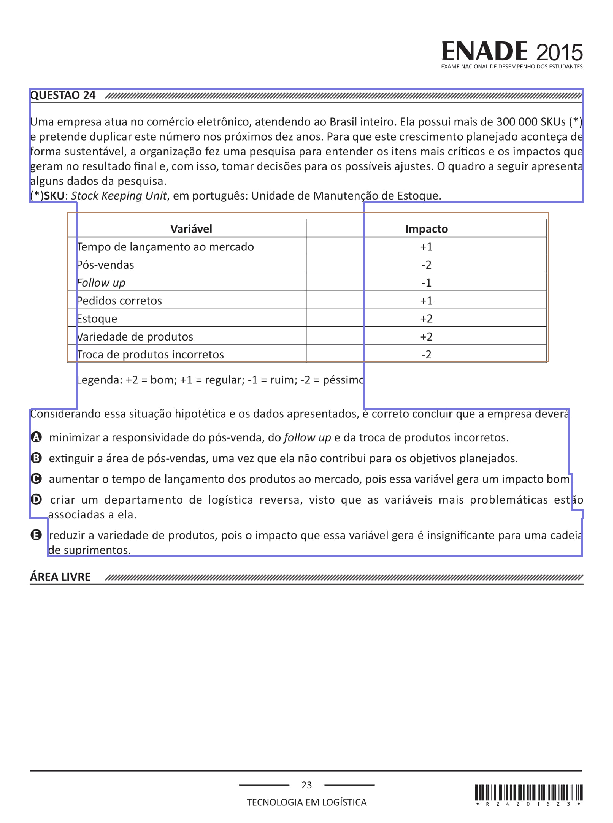 ENADE 2015
EXAME NACIONAL DE DESEMPENHO DOS ESTUDANTES
QUESTÃO 24
Uma empresa atua no comércio eletrônico, atendendo ao Brasil inteiro. Ela possui mais de 300 000 SKUs (*)
e pretende duplicar este número nos próximos dez anos. Para que este crescimento planejado aconteça de
forma sustentável, a organização fez uma pesquisa para entender os itens mais críticos e os impactos que
geram no resultado final e, com isso, tomar decisões para os possíveis ajustes. O quadro a seguir apresenta
alguns dados da pesquisa.
(*)SKU: Stock Keeping Unit, em português: Unidade de Manutenção de Estoque.
Variável Impacto
Tempo de lançamento ao mercado +1
Pós-vendas -2
Follow up -1
Pedidos corretos +1
Estoque +2
Variedade de produtos +2
Troca de produtos incorretos -2
Legenda: +2 = bom; +1 = regular; -1 = ruim; -2 = péssimo
Considerando essa situação hipotética e os dados apresentados, é correto concluir que a empresa deverá
A minimizar a responsividade do pós-venda, do follow up e da troca de produtos incorretos.
B extinguir a área de pós-vendas, uma vez que ela não contribui para os objetivos planejados.
C aumentar o tempo de lançamento dos produtos ao mercado, pois essa variável gera um impacto bom.
D criar um departamento de logística reversa, visto que as variáveis mais problemáticas estão
associadas a ela.
E reduzir a variedade de produtos, pois o impacto que essa variável gera é insignificante para uma cadeia
de suprimentos.
ÁREA LIVRE
23
TECNOLOGIA EM LOGÍSTICA
*R24201523*